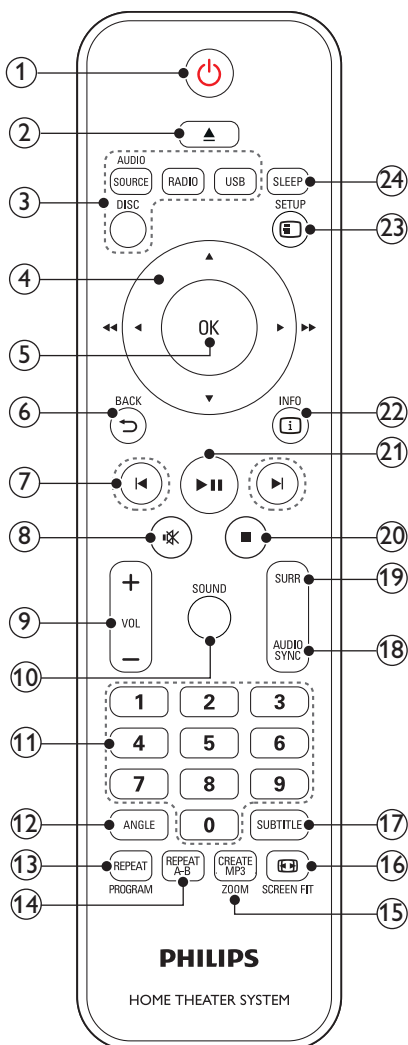 1
2
AUDIO
SOURCE RADIO USB SLEEP 24
3 DISC SETUP
23
4
OK
5
BACK INFO
6 22
21
7
8 20
+ SURR 19
9 VOL SOUND
– AUDIO SYNC 18
10
1 2 3
11 4 5 6
7 8 9
12 ANGLE 0 SUBTITLE 17
13 REPEAT REPEAT A-B CREATE MP3 16
PROGRAM ZOOM SCREEN FIT
14 15
PHILIPS
HOME THEATER SYSTEM